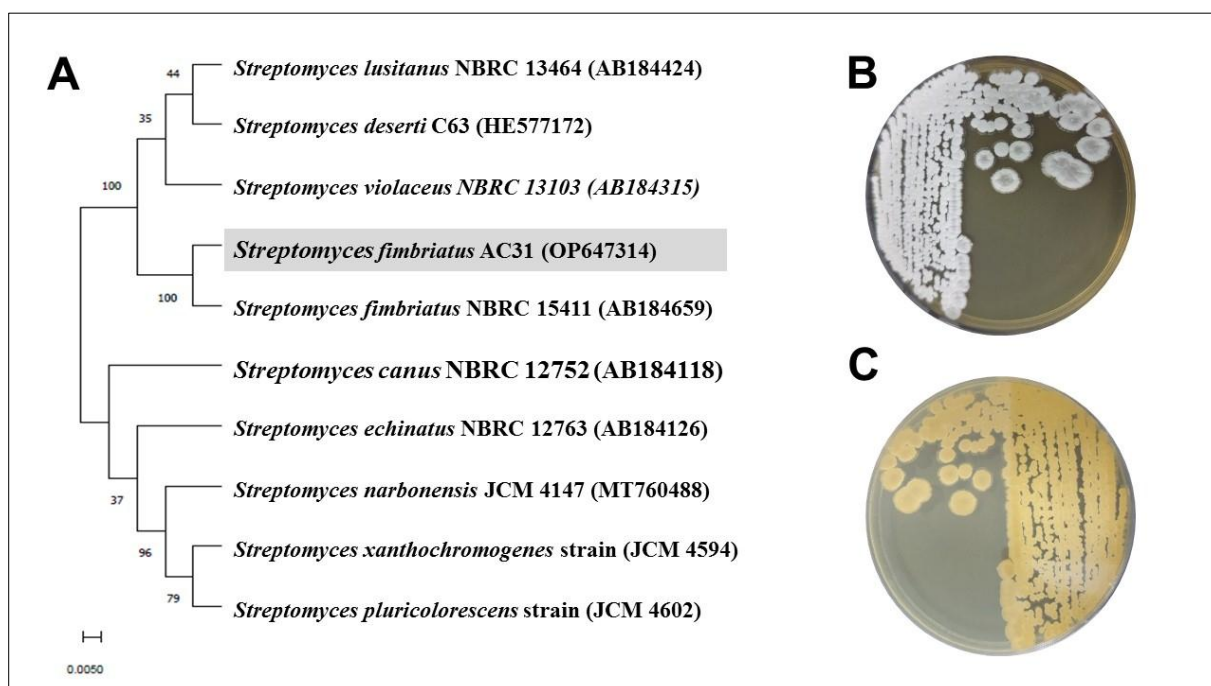 A
44
Streptomyces lusitanus NBRC 13464 (AB184424)
35
Streptomyces deserti C63 (HE577172)
100
Streptomyces violaceus NBRC 13103 (AB184315)
Streptomyces fimbriatus AC31 (OP647314)
100
Streptomyces fimbriatus NBRC 15411 (AB184659)
Streptomyces canus NBRC 12752 (AB184118)
Streptomyces echinatus NBRC 12763 (AB184126)
37
Streptomyces narbonensis JCM 4147 (MT760488)
96
Streptomyces xanthochromogenes strain (JCM 4594)
79
Streptomyces pluricolorescens strain (JCM 4602)
0.0050
B
C